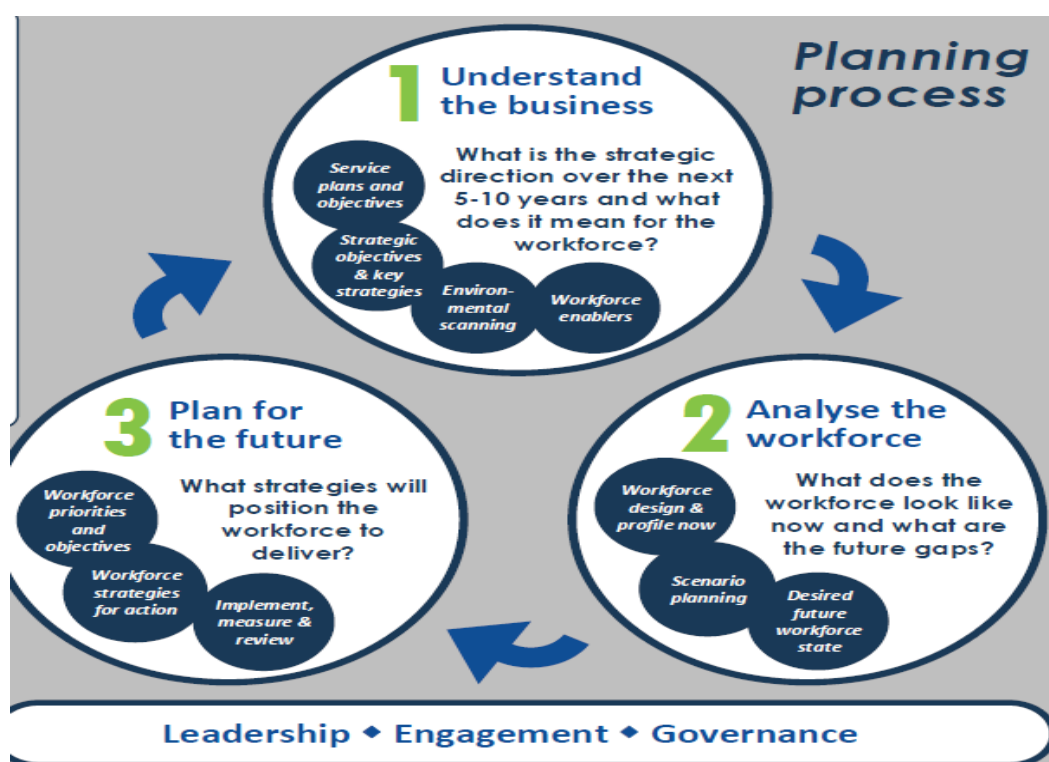 Planning
process
1
Understand
the business
What is the strategic
direction over the next
5-10 years and what
does it mean for the
workforce?
Service
plans and
objectives
Strategic
objectives
& key
strategies
Environ-
mental
scanning
Workforce
enablers
2
Analyse the
workforce
What does the
workforce look like
now and what are
the future gaps?
Workforce
design &
profile now
Scenario
planning
Desired
future
workforce
state
3
Plan for
the future
What strategies will
position the
workforce to
deliver?
Workforce
priorities
and
objectives
Workforce
strategies
for action
Implement,
measure &
review
Leadership ◆ Engagement ◆ Governance